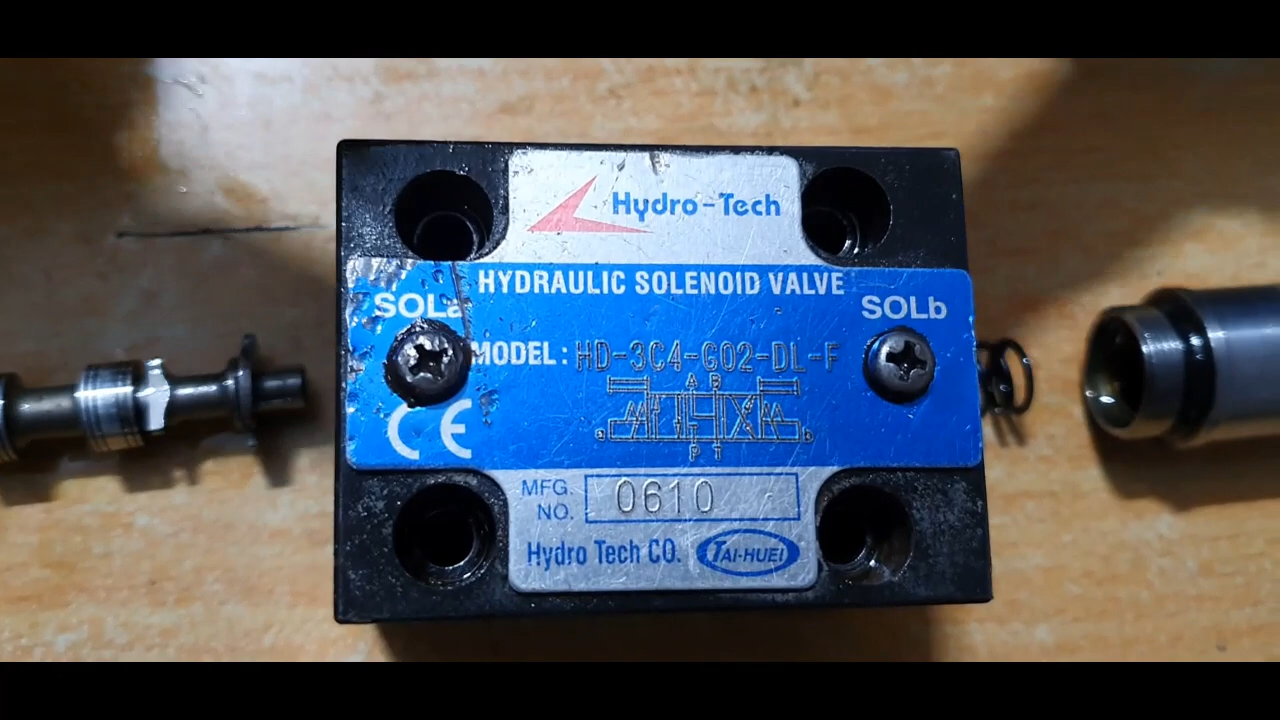 Hydro-Tech
HYDRAULIC SOLENOID VALVE
SOLa
SOLb
MODEL: HD-3C4-G02-DL-F
A B
a
b
P T
CE
MFG. NO. 0610
Hydro Tech CO. TAI-HUEI